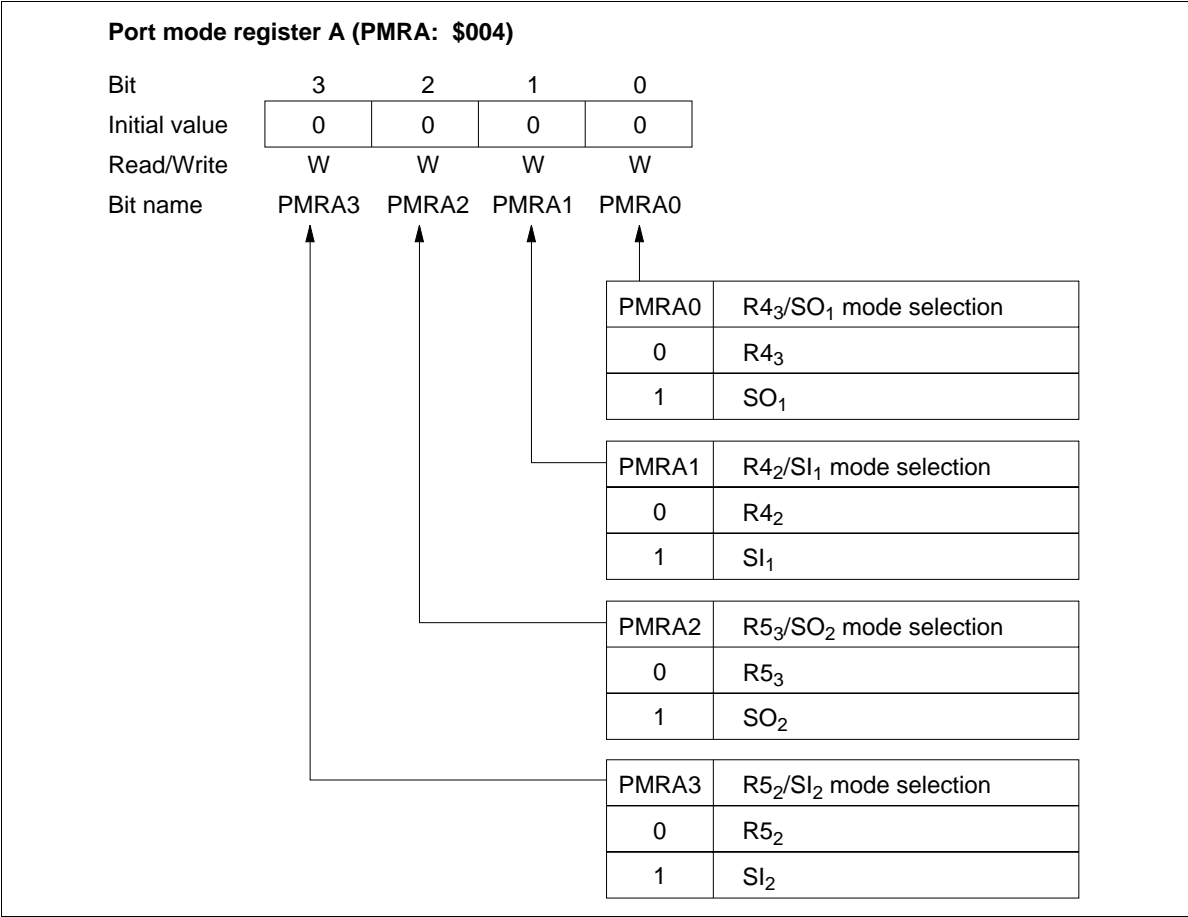 Port mode register A (PMRA: $004)
Bit 3 2 1 0
Initial value 0 0 0 0
Read/Write W W W W
Bit name PMRA3 PMRA2 PMRA1 PMRA0
PMRA0 R4₃/SO₁ mode selection
0 R4₃
1 SO₁
PMRA1 R4₂/SI₁ mode selection
0 R4₂
1 SI₁
PMRA2 R5₃/SO₂ mode selection
0 R5₃
1 SO₂
PMRA3 R5₂/SI₂ mode selection
0 R5₂
1 SI₂